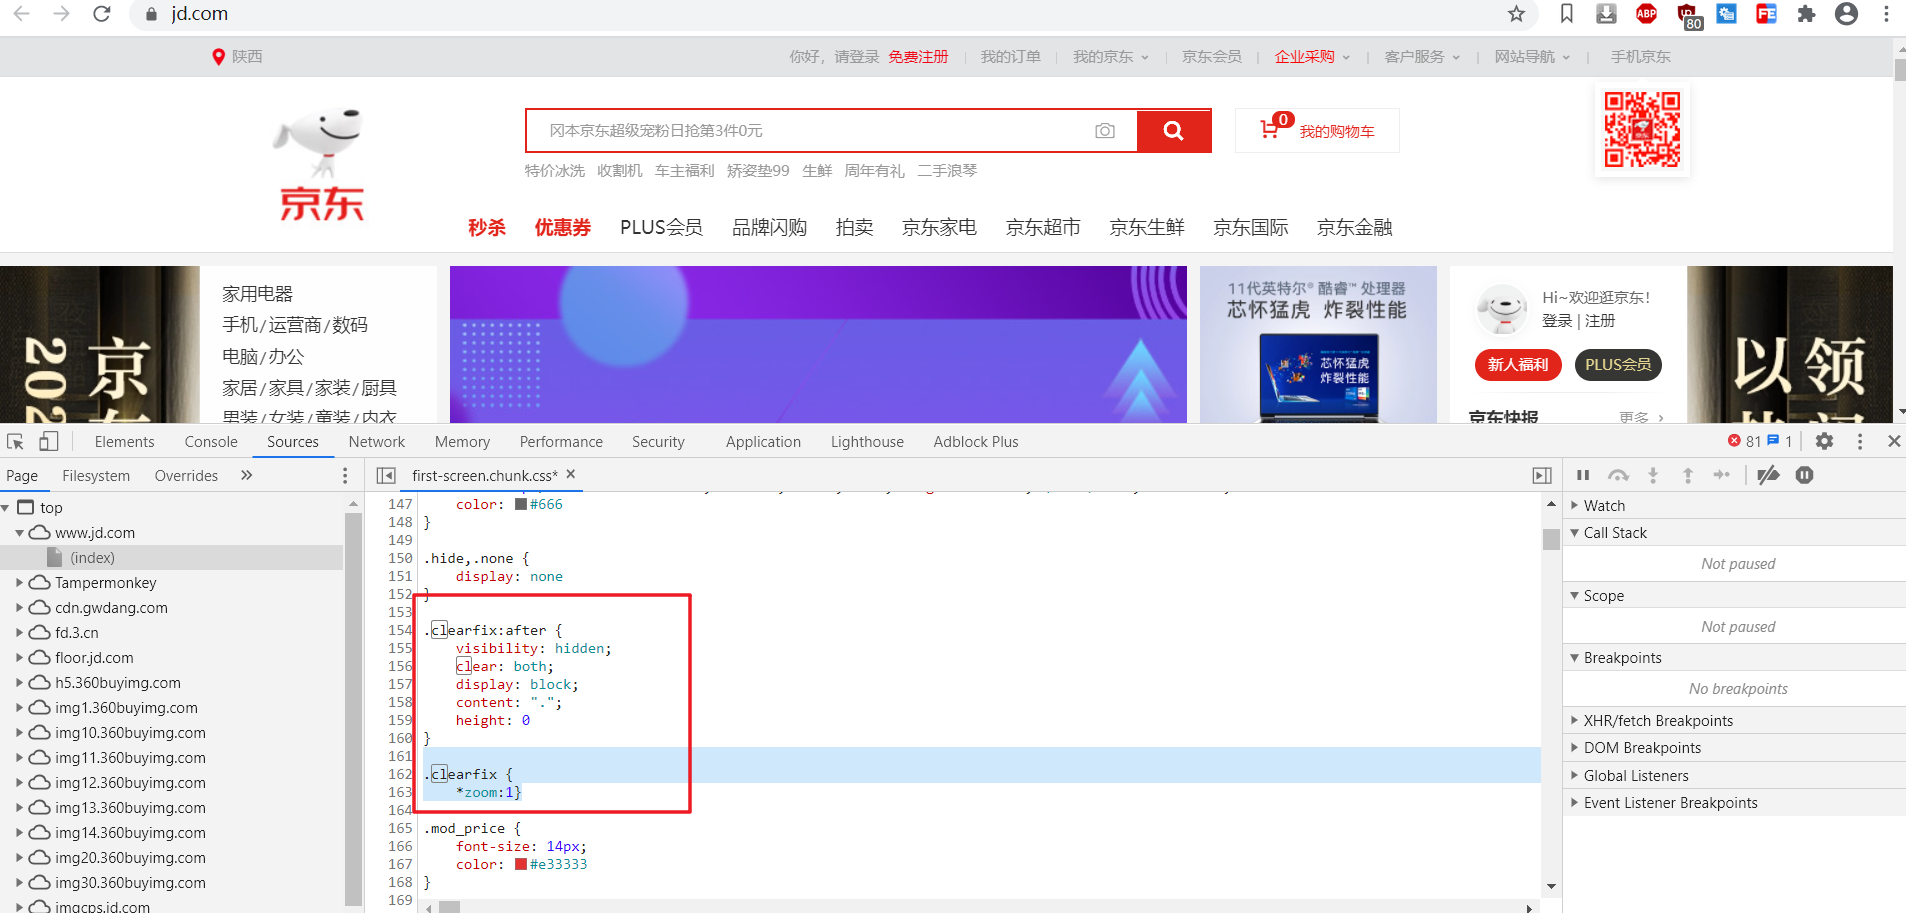 jd.com
ABP
80
FE
陕西
你好，请登录 免费注册 我的订单 我的京东 京东会员 企业采购 客户服务 网站导航 手机京东
冈本京东超级宠粉日抢第3件0元
0
我的购物车
特价冰洗 收割机 车主福利 矫姿垫99 生鲜 周年有礼 二手浪琴
京东
秒杀 优惠券 PLUS会员 品牌闪购 拍卖 京东家电 京东超市 京东生鲜 京东国际 京东金融
家用电器
手机/运营商/数码
电脑/办公
家居/家具/家装/厨具
男装/女装/童装/内衣
京
202
11代英特尔® 酷睿™ 处理器
芯怀猛虎 炸裂性能
芯怀猛虎
炸裂性能
Hi~欢迎逛京东!
登录 | 注册
新人福利 PLUS会员
京东快报 更多 ›
以 领
Elements Console Sources Network Memory Performance Security Application Lighthouse Adblock Plus
81 1
Page Filesystem Overrides »
first-screen.chunk.css* ×
top
www.jd.com
(index)
Tampermonkey
cdn.gwdang.com
fd.3.cn
floor.jd.com
h5.360buyimg.com
img1.360buyimg.com
img10.360buyimg.com
img11.360buyimg.com
img12.360buyimg.com
img13.360buyimg.com
img14.360buyimg.com
img20.360buyimg.com
img30.360buyimg.com
imgcps.jd.com
147 color: #666
148 }
149
150 .hide,.none {
151 display: none
152 }
153
154 .clearfix:after {
155 visibility: hidden;
156 clear: both;
157 display: block;
158 content: ".";
159 height: 0
160 }
161
162 .clearfix {
163 *zoom:1}
164
165 .mod_price {
166 font-size: 14px;
167 color: #e33333
168 }
169
Watch
Call Stack
Not paused
Scope
Not paused
Breakpoints
No breakpoints
XHR/fetch Breakpoints
DOM Breakpoints
Global Listeners
Event Listener Breakpoints